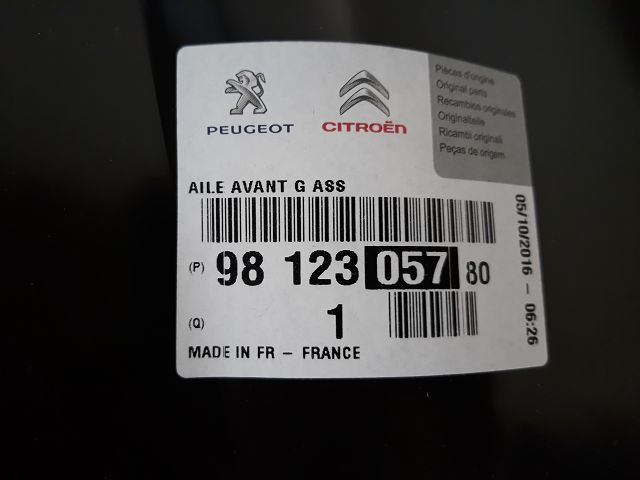 PEUGEOT
CITROËN
Pièces d'origine
Original parts
Recambios originales
Originalteile
Ricambi originali
Peças de origem
AILE AVANT G ASS
(P) 98 123 057 80
(Q) 1
MADE IN FR - FRANCE
05/10/2016 - 06:26